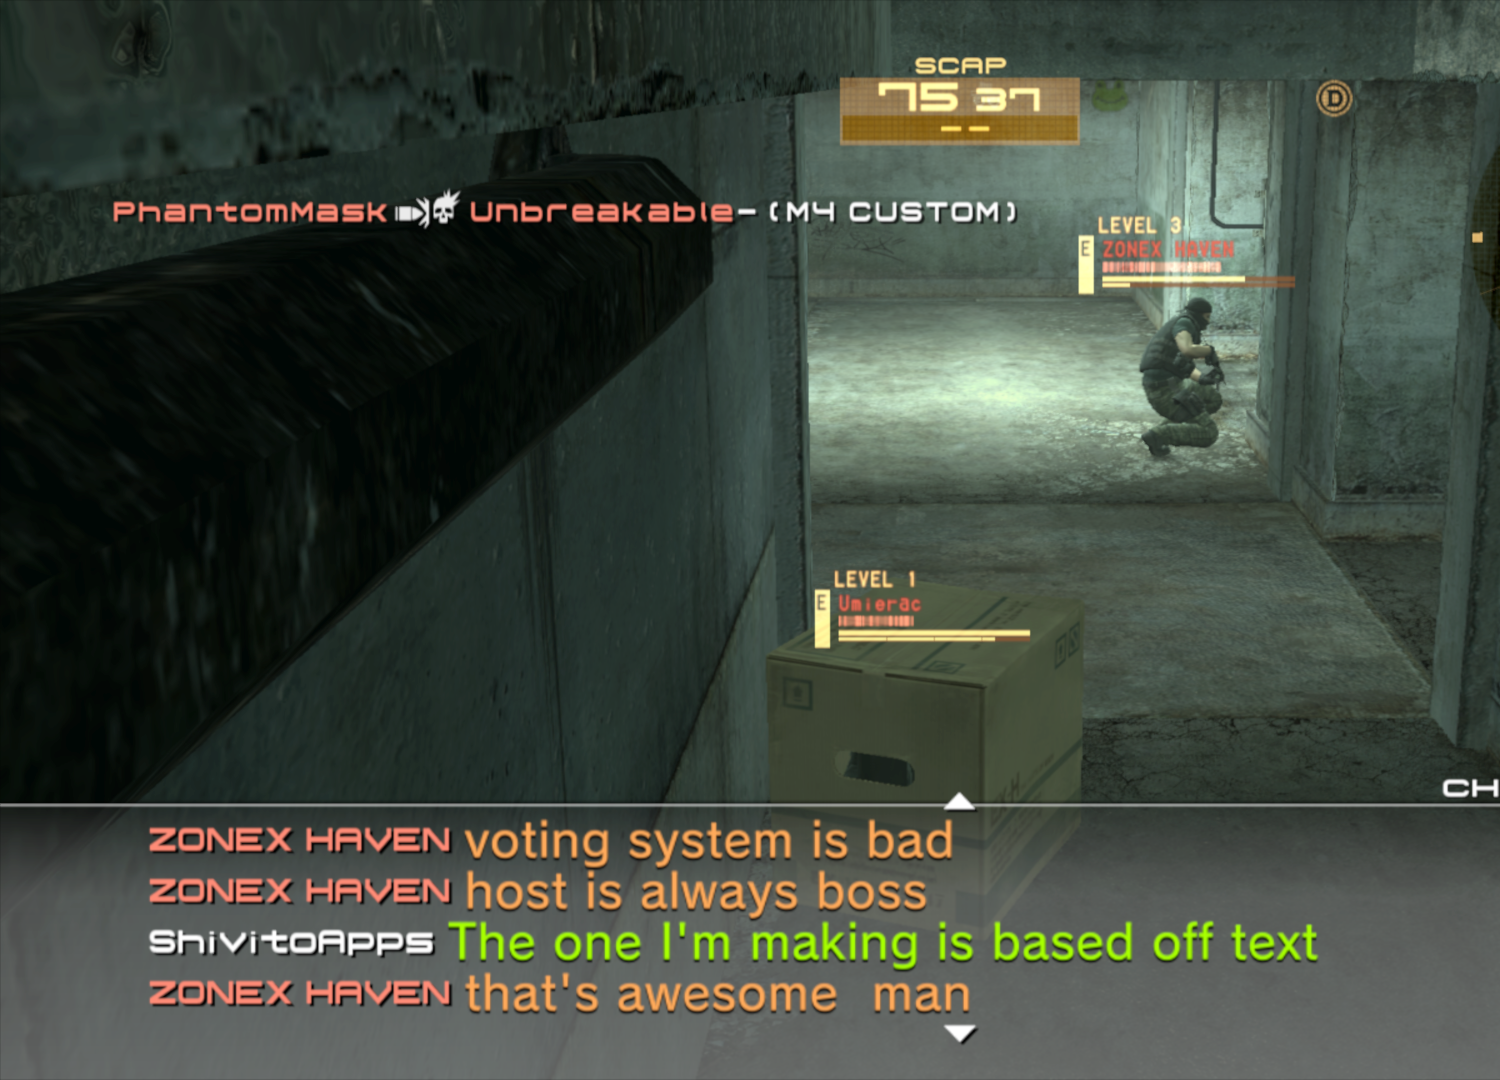 SCAP
75 37
-- --
D
PhantomMask Unbreakable- (M4 CUSTOM)
LEVEL 3
E ZONEX HAVEN
LEVEL 1
E Umierac
CH
ZONEX HAVEN voting system is bad
ZONEX HAVEN host is always boss
ShivitoApps The one I'm making is based off text
ZONEX HAVEN that's awesome  man